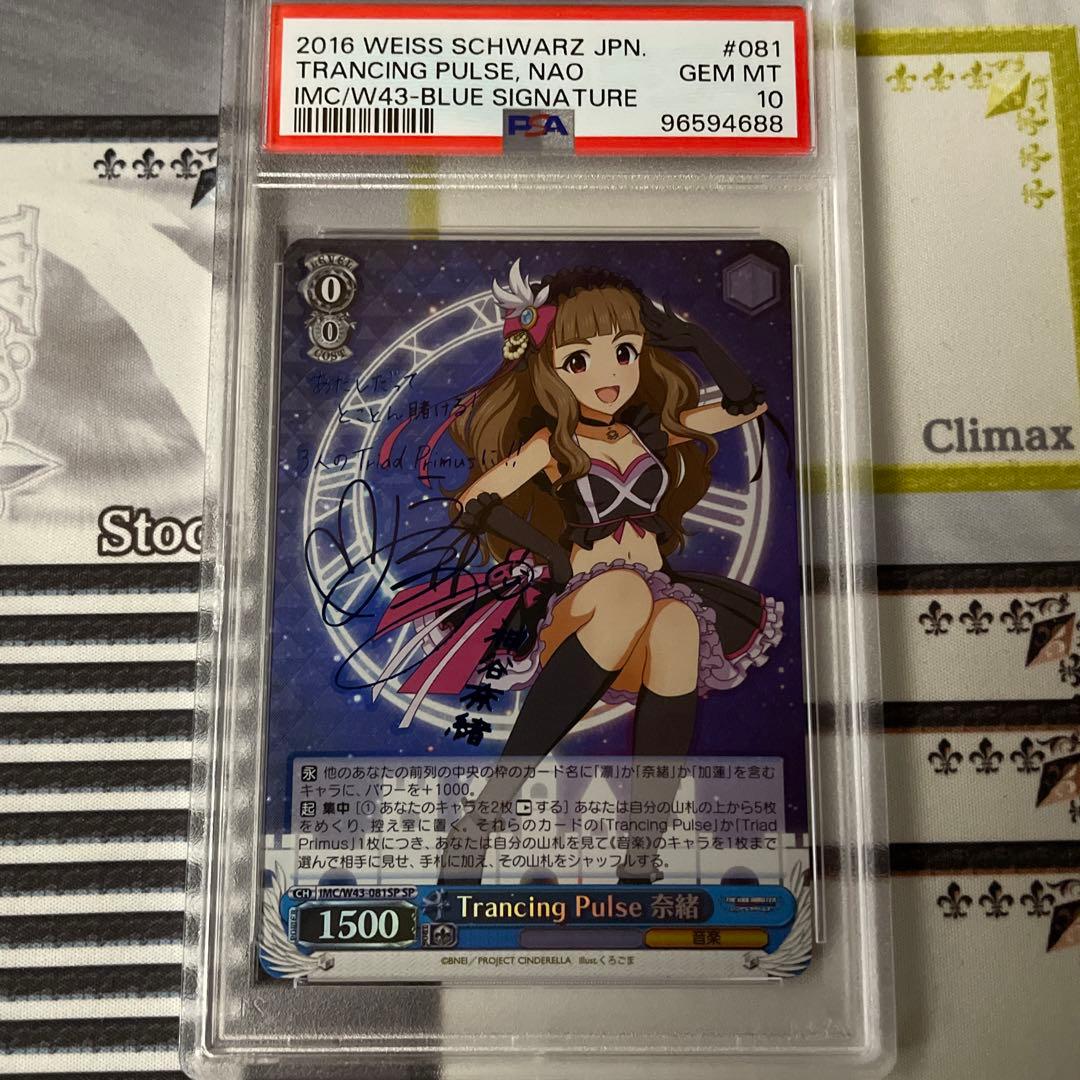 2016 WEISS SCHWARZ JPN. #081
TRANCING PULSE, NAO GEM MT
IMC/W43-BLUE SIGNATURE 10
PSA 96594688
LEVEL
0
0
COST
あたしだって
とことん賭ける!
3人のTriad Primusに!!
神谷奈緒
Climax
Stoc
永 他のあなたの前列の中央の枠のカード名に「凛」か「奈緒」か「加蓮」を含む
キャラに、パワーを+1000。
起 集中 [① あなたのキャラを2枚 する] あなたは自分の山札の上から5枚
をめくり、控え室に置く。それらのカードの「Trancing Pulse」か「Triad
Primus」1枚につき、あなたは自分の山札を見て《音楽》のキャラを1枚まで
選んで相手に見せ、手札に加え、その山札をシャッフルする。
CH IMC/W43-081SP SP
1500 Trancing Pulse 奈緒
音楽
©BNEI/PROJECT CINDERELLA Illust.くろごま